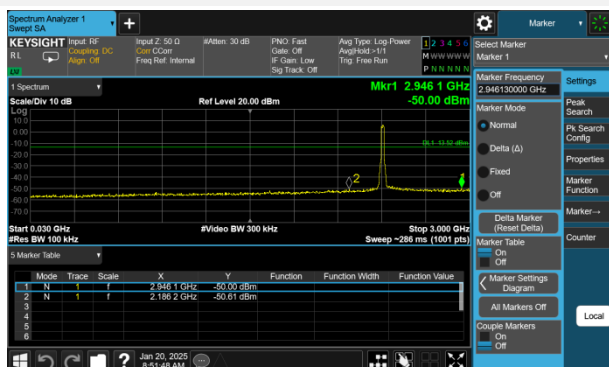 Spectrum Analyzer 1
Swept SA
Marker
KEYSIGHT Input: RF Input Z: 50 Ω #Atten: 30 dB PNO: Fast Avg Type: Log-Power 1 2 3 4 5 6
RL Coupling: DC Corr CCorr Gate: Off Avg|Hold:>1/1 M W W W W W
Align: Off Freq Ref: Internal IF Gain: Low Trig: Free Run
Sig Track: Off P N N N N N
Select Marker
Marker 1
1 Spectrum
Mkr1 2.946 1 GHz
Scale/Div 10 dB Ref Level 20.00 dBm -50.00 dBm
Log
10.0
0.00
-10.0
DL1 -13.52 dBm
-20.0
-30.0
-40.0
2
-50.0
-60.0
-70.0
Start 0.030 GHz #Video BW 300 kHz Stop 3.000 GHz
#Res BW 100 kHz Sweep ~286 ms (1001 pts)
5 Marker Table
Mode Trace Scale X Y Function Function Width Function Value
1 N 1 f 2.946 1 GHz -50.00 dBm
2 N 1 f 2.186 2 GHz -50.61 dBm
3
4
5
6
Jan 20, 2025
8:51:48 AM
Marker Frequency
2.946130000 GHz
Marker Mode
Normal
Delta (Δ)
Fixed
Off
Delta Marker
(Reset Delta)
Marker Table
On
Off
Marker Settings
Diagram
All Markers Off
Couple Markers
On
Off
Settings
Peak
Search
Pk Search
Config
Properties
Marker
Function
Marker→
Counter
Local